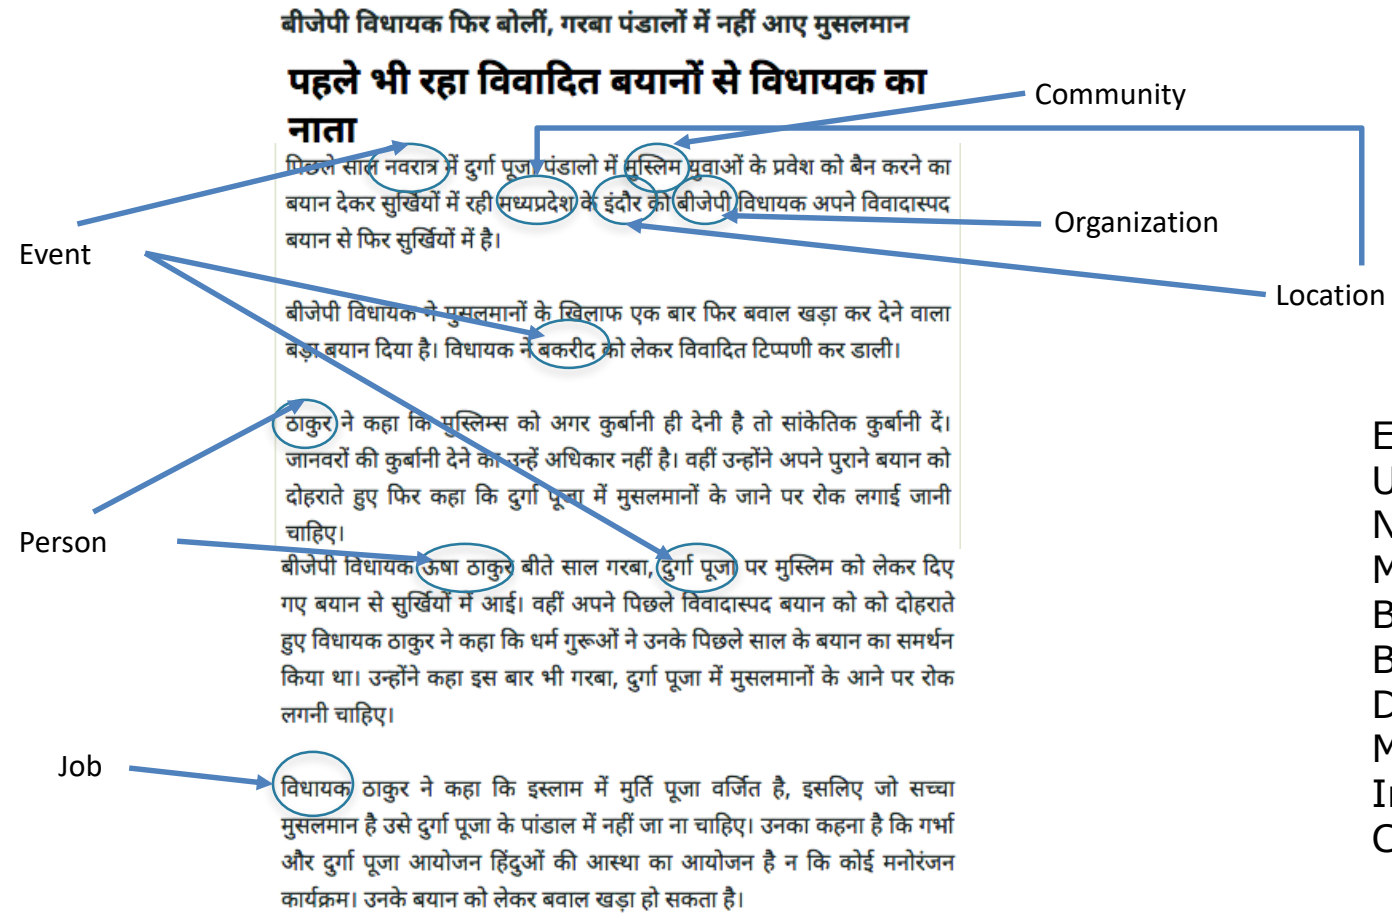 बीजेपी विधायक फिर बोलीं, गरबा पंडालों में नहीं आए मुसलमान
पहले भी रहा विवादित बयानों से विधायक का
नाता
Community
पिछले साल नवरात्र में दुर्गा पूजा पंडालो में मुस्लिम युवाओं के प्रवेश को बैन करने का
बयान देकर सुर्खियों में रही मध्यप्रदेश के इंदौर की बीजेपी विधायक अपने विवादास्पद
बयान से फिर सुर्खियों में है।
Organization
Event
Location
बीजेपी विधायक ने मुसलमानों के खिलाफ एक बार फिर बवाल खड़ा कर देने वाला
बड़ा बयान दिया है। विधायक ने बकरीद को लेकर विवादित टिप्पणी कर डाली।
ठाकुर ने कहा कि मुस्लिम्स को अगर कुर्बानी ही देनी है तो सांकेतिक कुर्बानी दें।
जानवरों की कुर्बानी देने का उन्हें अधिकार नहीं है। वहीं उन्होंने अपने पुराने बयान को
दोहराते हुए फिर कहा कि दुर्गा पूजा में मुसलमानों के जाने पर रोक लगाई जानी
चाहिए।
Person
बीजेपी विधायक ऊषा ठाकुर बीते साल गरबा, दुर्गा पूजा पर मुस्लिम को लेकर दिए
गए बयान से सुर्खियों में आई। वहीं अपने पिछले विवादास्पद बयान को को दोहराते
हुए विधायक ठाकुर ने कहा कि धर्म गुरूओं ने उनके पिछले साल के बयान का समर्थन
किया था। उन्होंने कहा इस बार भी गरबा, दुर्गा पूजा में मुसलमानों के आने पर रोक
लगनी चाहिए।
Job
विधायक ठाकुर ने कहा कि इस्लाम में मुर्ति पूजा वर्जित है, इसलिए जो सच्चा
मुसलमान है उसे दुर्गा पूजा के पांडाल में नहीं जा ना चाहिए। उनका कहना है कि गर्भा
और दुर्गा पूजा आयोजन हिंदुओं की आस्था का आयोजन है न कि कोई मनोरंजन
कार्यक्रम। उनके बयान को लेकर बवाल खड़ा हो सकता है।